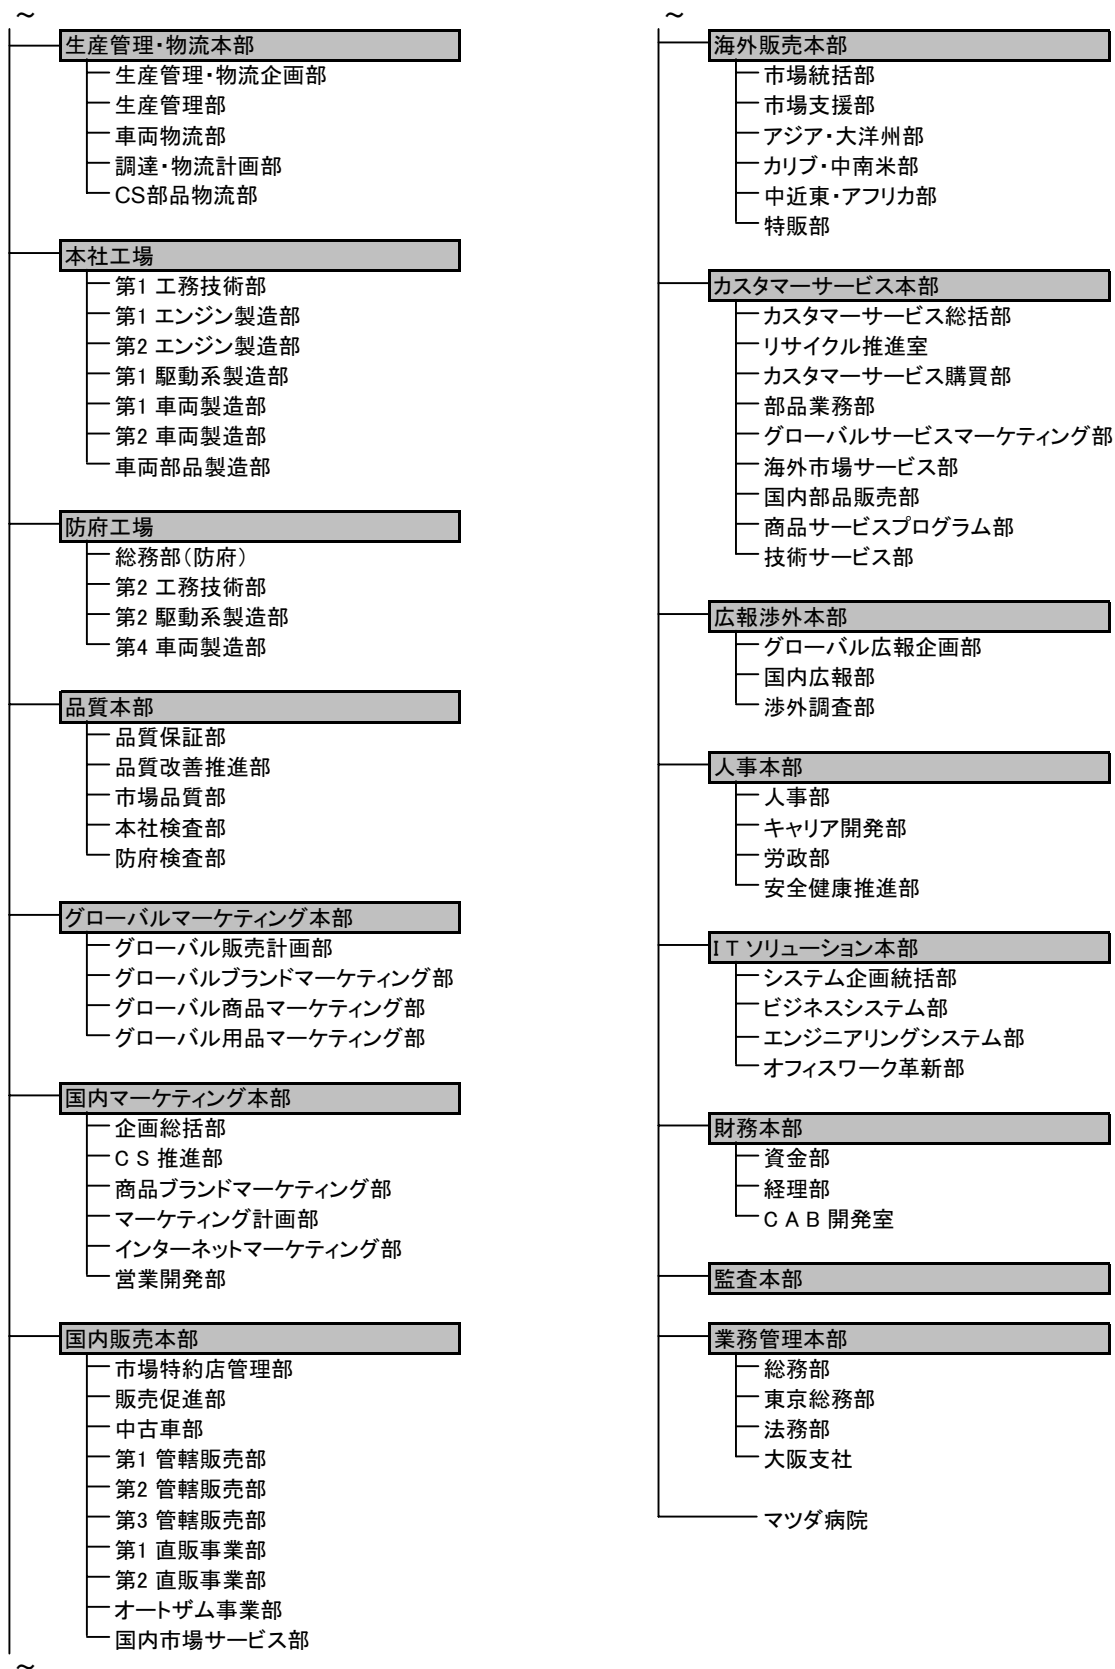 ～
生産管理・物流本部
生産管理・物流企画部
生産管理部
車両物流部
調達・物流計画部
CS部品物流部
本社工場
第1 工務技術部
第1 エンジン製造部
第2 エンジン製造部
第1 駆動系製造部
第1 車両製造部
第2 車両製造部
車両部品製造部
防府工場
総務部（防府）
第2 工務技術部
第2 駆動系製造部
第4 車両製造部
品質本部
品質保証部
品質改善推進部
市場品質部
本社検査部
防府検査部
グローバルマーケティング本部
グローバル販売計画部
グローバルブランドマーケティング部
グローバル商品マーケティング部
グローバル用品マーケティング部
国内マーケティング本部
企画総括部
ＣＳ推進部
商品ブランドマーケティング部
マーケティング計画部
インターネットマーケティング部
営業開発部
国内販売本部
市場特約店管理部
販売促進部
中古車部
第1 管轄販売部
第2 管轄販売部
第3 管轄販売部
第1 直販事業部
第2 直販事業部
オートザム事業部
国内市場サービス部
～
～
海外販売本部
市場統括部
市場支援部
アジア・大洋州部
カリブ・中南米部
中近東・アフリカ部
特販部
カスタマーサービス本部
カスタマーサービス総括部
リサイクル推進室
カスタマーサービス購買部
部品業務部
グローバルサービスマーケティング部
海外市場サービス部
国内部品販売部
商品サービスプログラム部
技術サービス部
広報渉外本部
グローバル広報企画部
国内広報部
渉外調査部
人事本部
人事部
キャリア開発部
労政部
安全健康推進部
ＩＴソリューション本部
システム企画統括部
ビジネスシステム部
エンジニアリングシステム部
オフィスワーク革新部
財務本部
資金部
経理部
ＣＡＢ開発室
監査本部
業務管理本部
総務部
東京総務部
法務部
大阪支社
マツダ病院